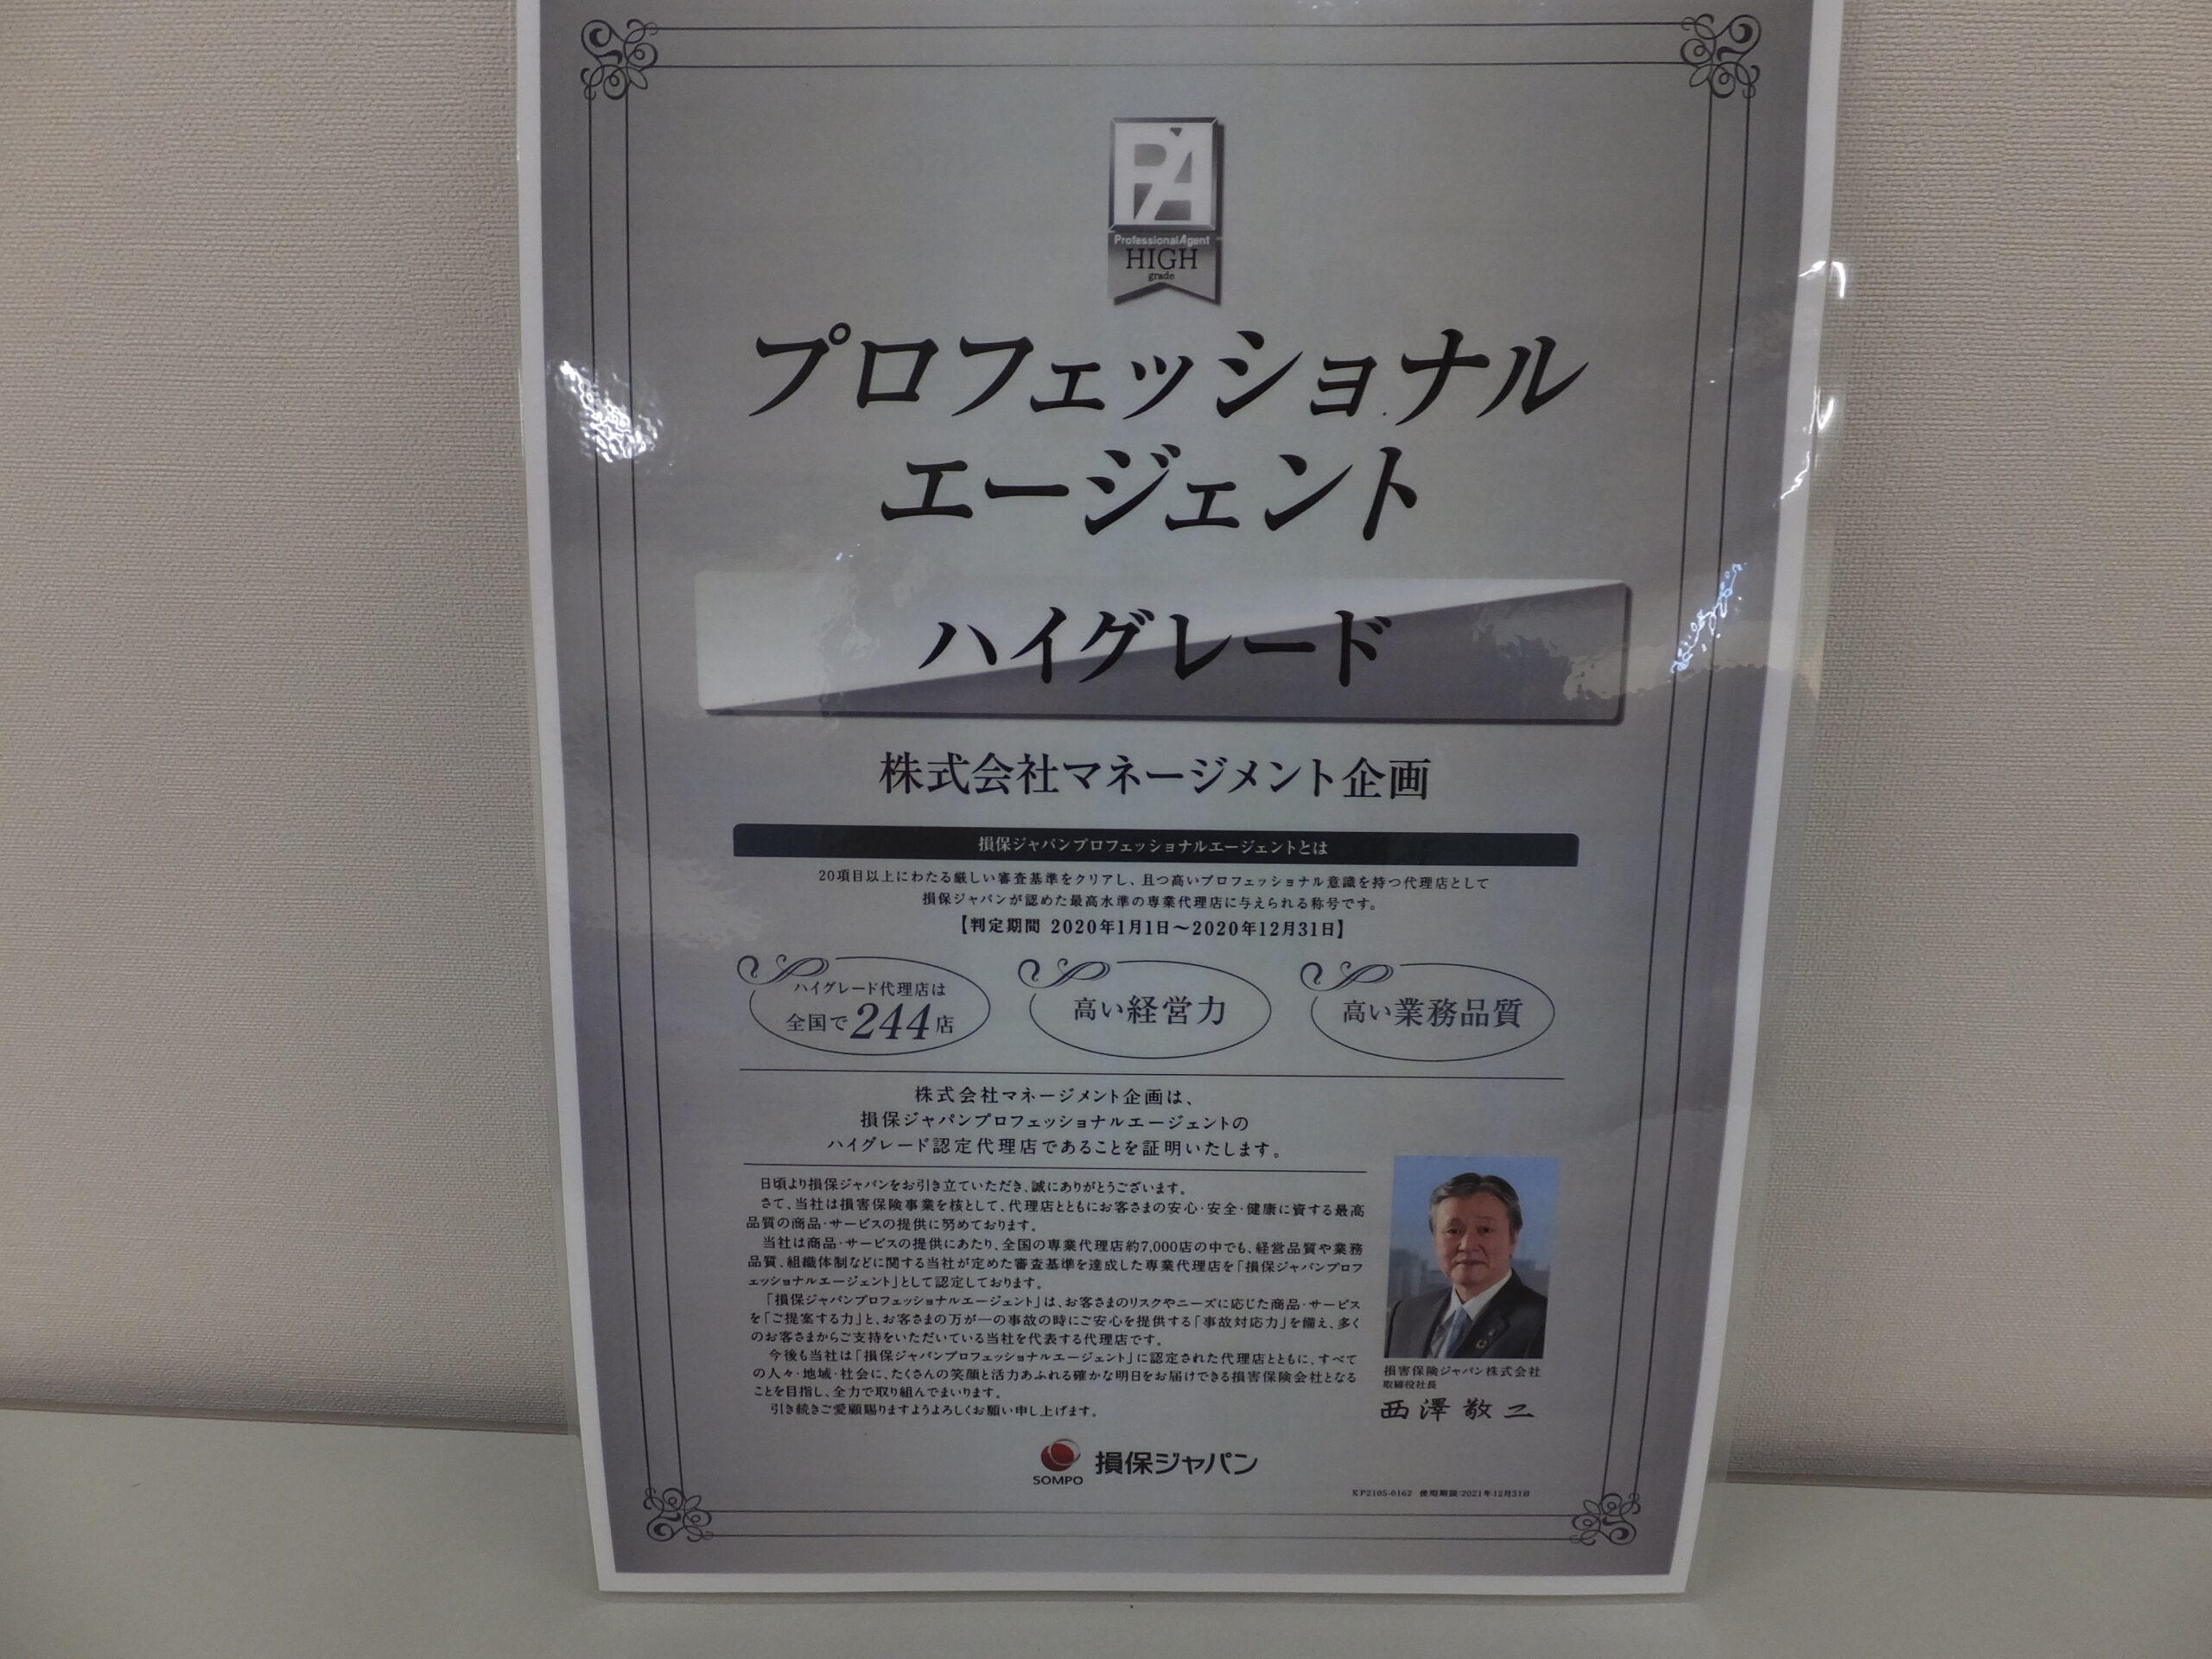 PA
ProfessionalAgent
HIGH
grade
プロフェッショナル
エージェント
ハイグレード
株式会社マネージメント企画
損保ジャパンプロフェッショナルエージェントとは
20項目以上にわたる厳しい審査基準をクリアし、且つ高いプロフェッショナル意識を持つ代理店として
損保ジャパンが認めた最高水準の専業代理店に与えられる称号です。
【判定期間 2020年1月1日～2020年12月31日】
ハイグレード代理店は
全国で244店
高い経営力
高い業務品質
株式会社マネージメント企画は、
損保ジャパンプロフェッショナルエージェントの
ハイグレード認定代理店であることを証明いたします。
日頃より損保ジャパンをお引き立ていただき、誠にありがとうございます。
さて、当社は損害保険事業を核として、代理店とともにお客さまの安心・安全・健康に資する最高
品質の商品・サービスの提供に努めております。
当社は商品・サービスの提供にあたり、全国の専業代理店約7,000店の中でも、経営品質や業務
品質、組織体制などに関する当社が定めた審査基準を達成した専業代理店を「損保ジャパンプロフ
ェッショナルエージェント」として認定しております。
「損保ジャパンプロフェッショナルエージェント」は、お客さまのリスクやニーズに応じた商品・サービス
を「ご提案する力」と、お客さまの万が一の事故の時にご安心を提供する「事故対応力」を備え、多く
のお客さまからご支持をいただいている当社を代表する代理店です。
今後も当社は「損保ジャパンプロフェッショナルエージェント」に認定された代理店とともに、すべて
の人々・地域・社会に、たくさんの笑顔と活力あふれる確かな明日をお届けできる損害保険会社となる
ことを目指し、全力で取り組んでまいります。
引き続きご愛顧賜りますようよろしくお願い申し上げます。
損害保険ジャパン株式会社
取締役社長
西澤敬二
SOMPO 損保ジャパン
KP2105-0162 使用期限:2021年12月31日